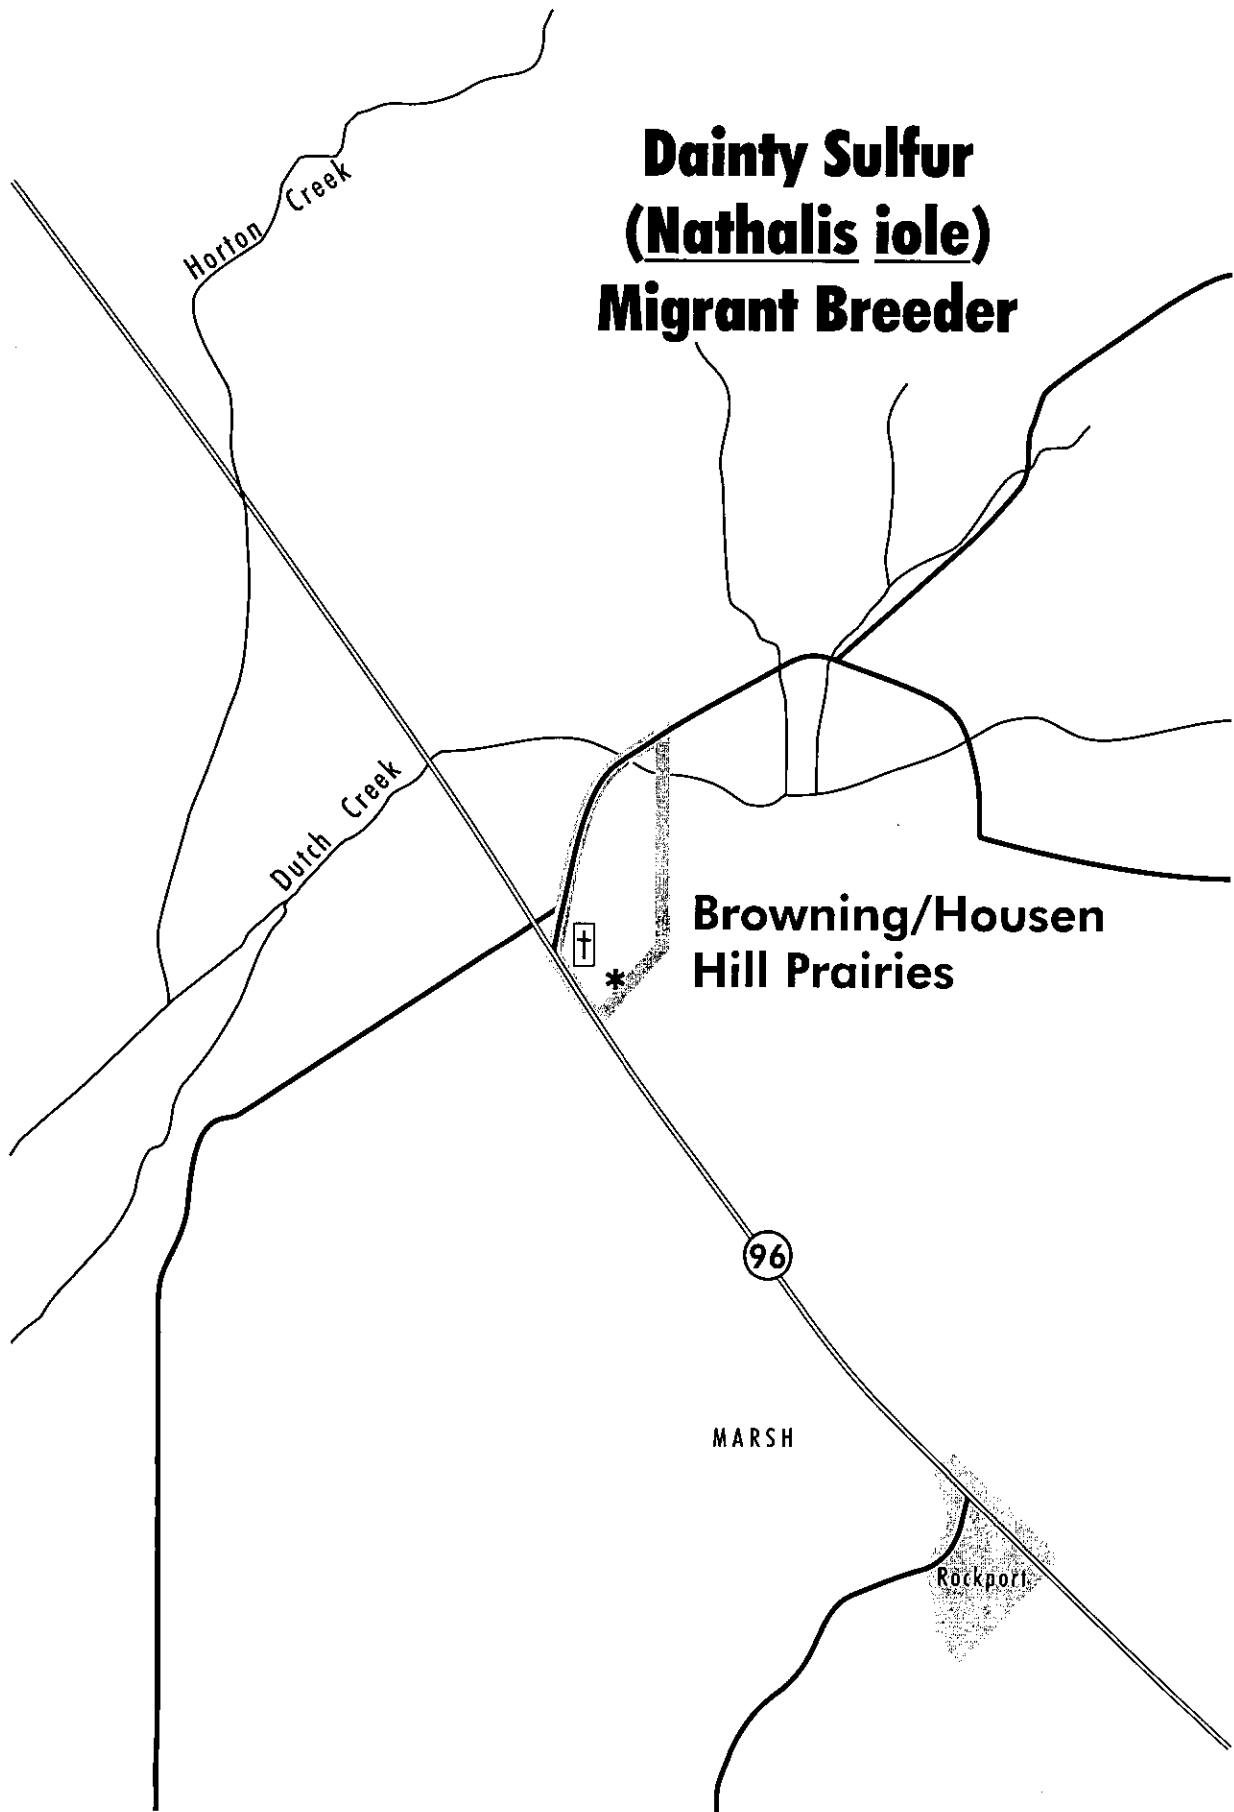 Dainty Sulfur
(Nathalis iole)
Migrant Breeder
Horton Creek
Dutch Creek
Browning/Housen
Hill Prairies
*
96
MARSH
Rockport